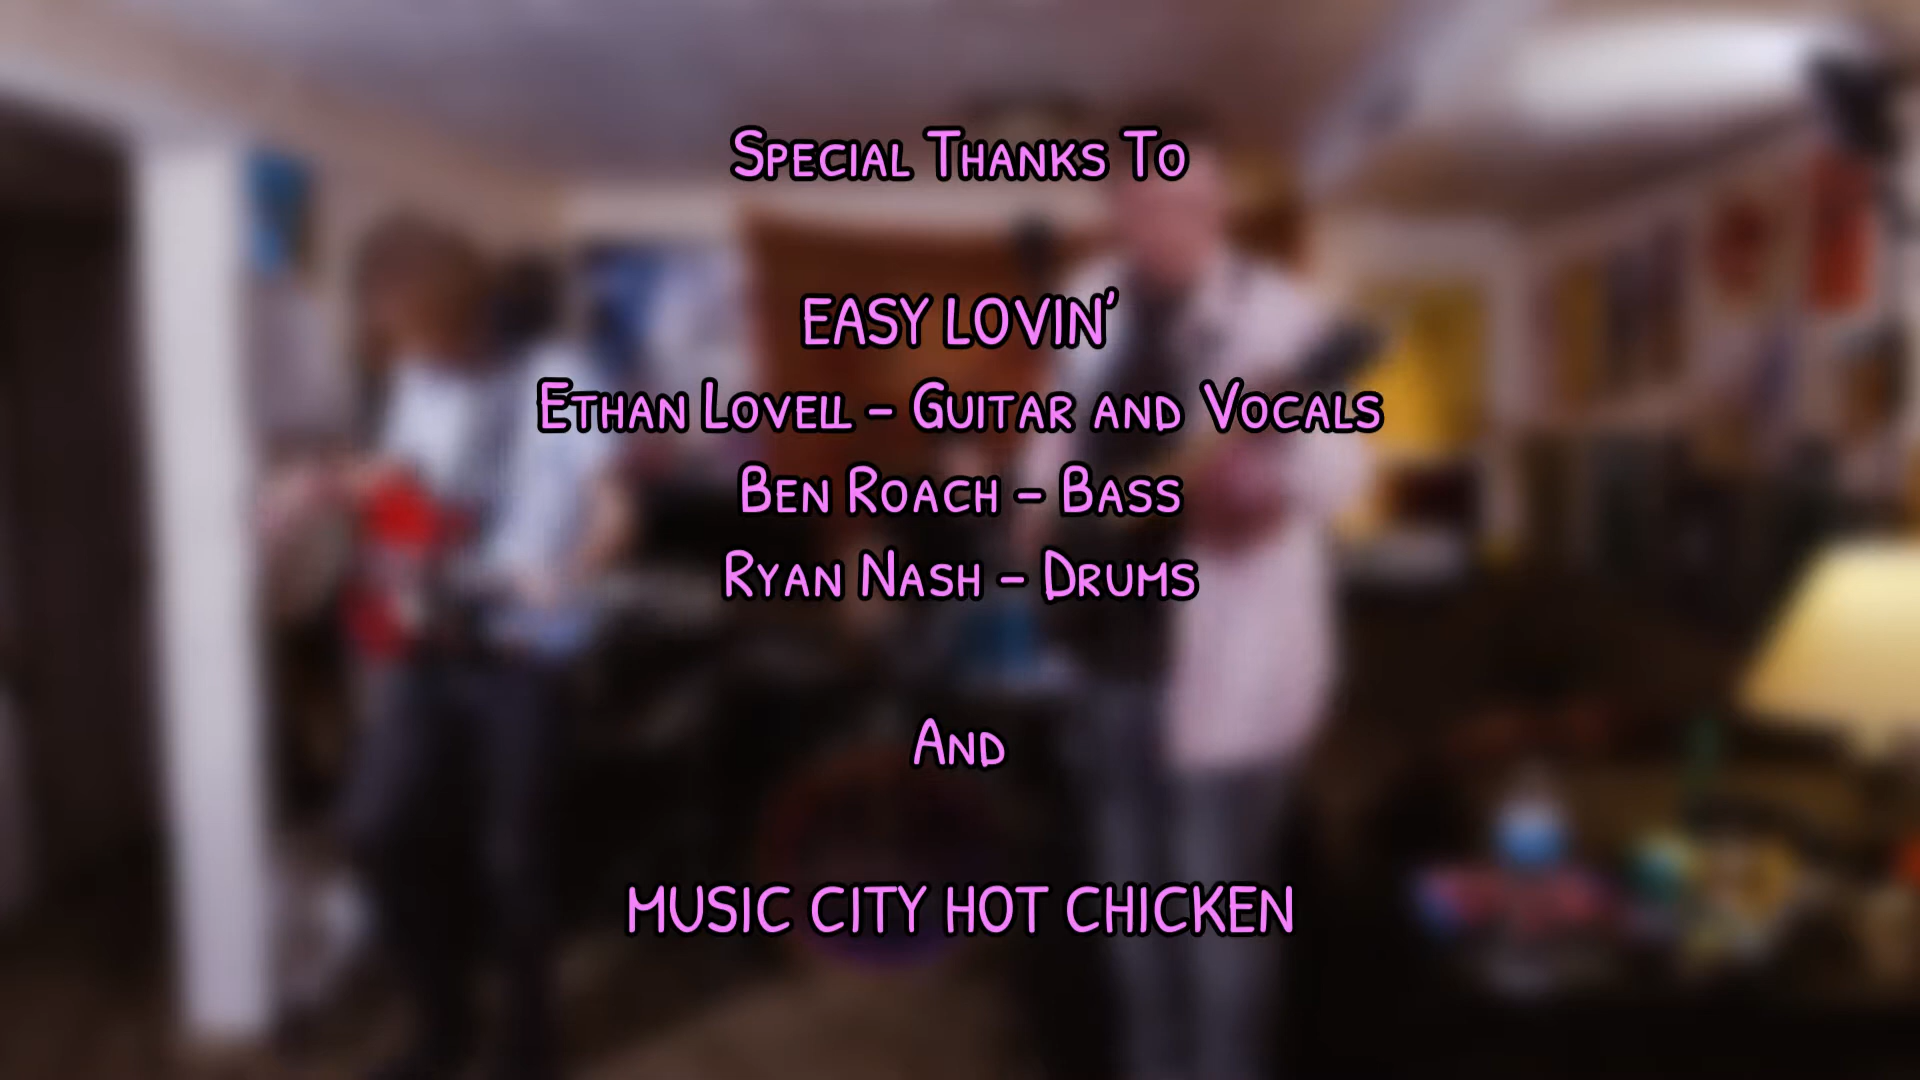 Special Thanks To
EASY LOVIN'
Ethan Lovell - Guitar and Vocals
Ben Roach - Bass
Ryan Nash - Drums
And
MUSIC CITY HOT CHICKEN